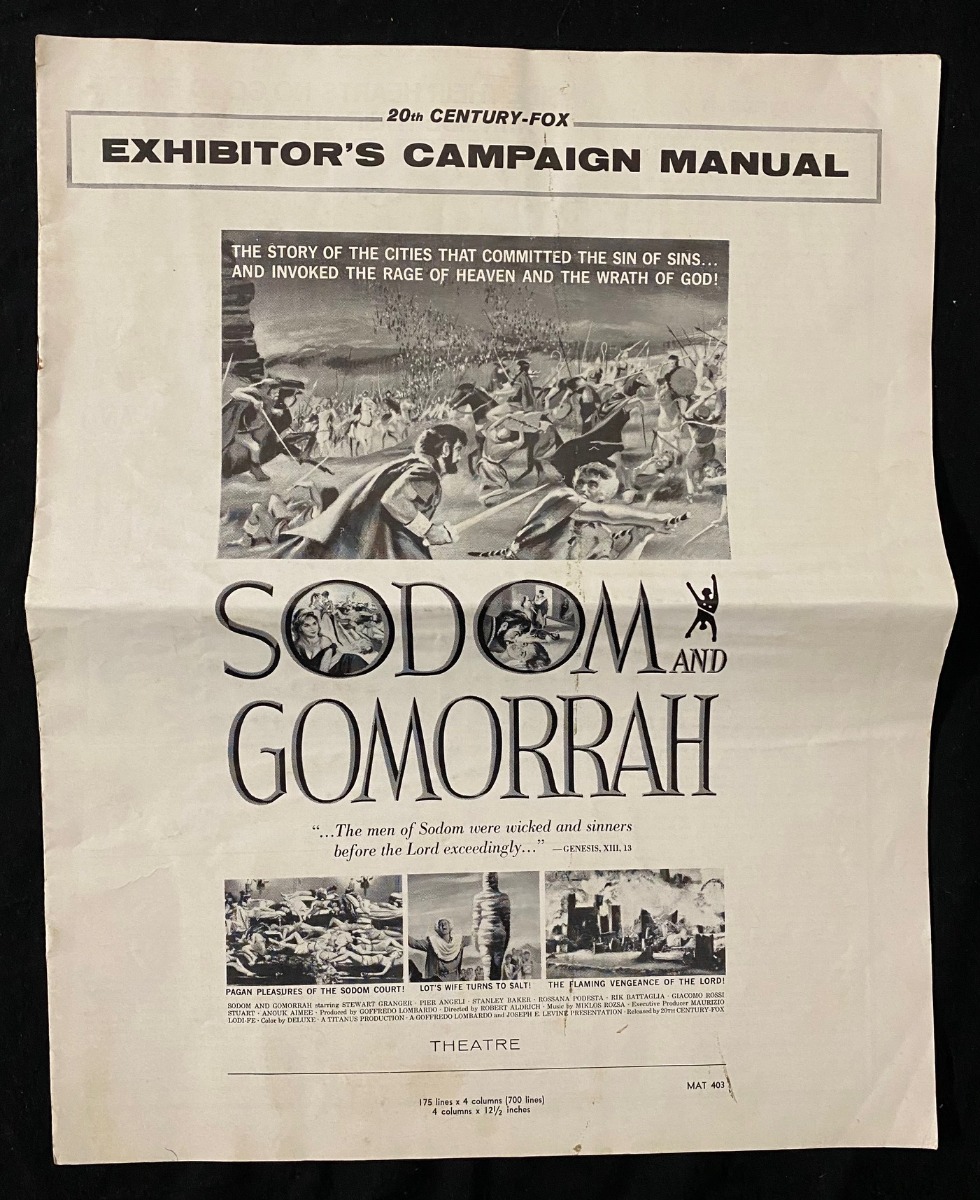 20th CENTURY-FOX
EXHIBITOR'S CAMPAIGN MANUAL
THE STORY OF THE CITIES THAT COMMITTED THE SIN OF SINS...
AND INVOKED THE RAGE OF HEAVEN AND THE WRATH OF GOD!
SODOM AND
GOMORRAH
“...The men of Sodom were wicked and sinners
before the Lord exceedingly...” —GENESIS, XIII, 13
PAGAN PLEASURES OF THE SODOM COURT! LOT'S WIFE TURNS TO SALT! THE FLAMING VENGEANCE OF THE LORD!
SODOM AND GOMORRAH starring STEWART GRANGER · PIER ANGELI · STANLEY BAKER · ROSSANA PODESTA · RIK BATTAGLIA · GIACOMO ROSSI
STUART · ANOUK AIMEE · Produced by GOFFREDO LOMBARDO · Directed by ROBERT ALDRICH · Music by MIKLOS ROZSA · Executive Producer MAURIZIO
LODI-FE · Color by DELUXE · A TITANUS PRODUCTION · A GOFFREDO LOMBARDO and JOSEPH E. LEVINE PRESENTATION · Released by 20TH CENTURY-FOX
THEATRE
MAT 403
175 lines x 4 columns (700 lines)
4 columns x 12½ inches